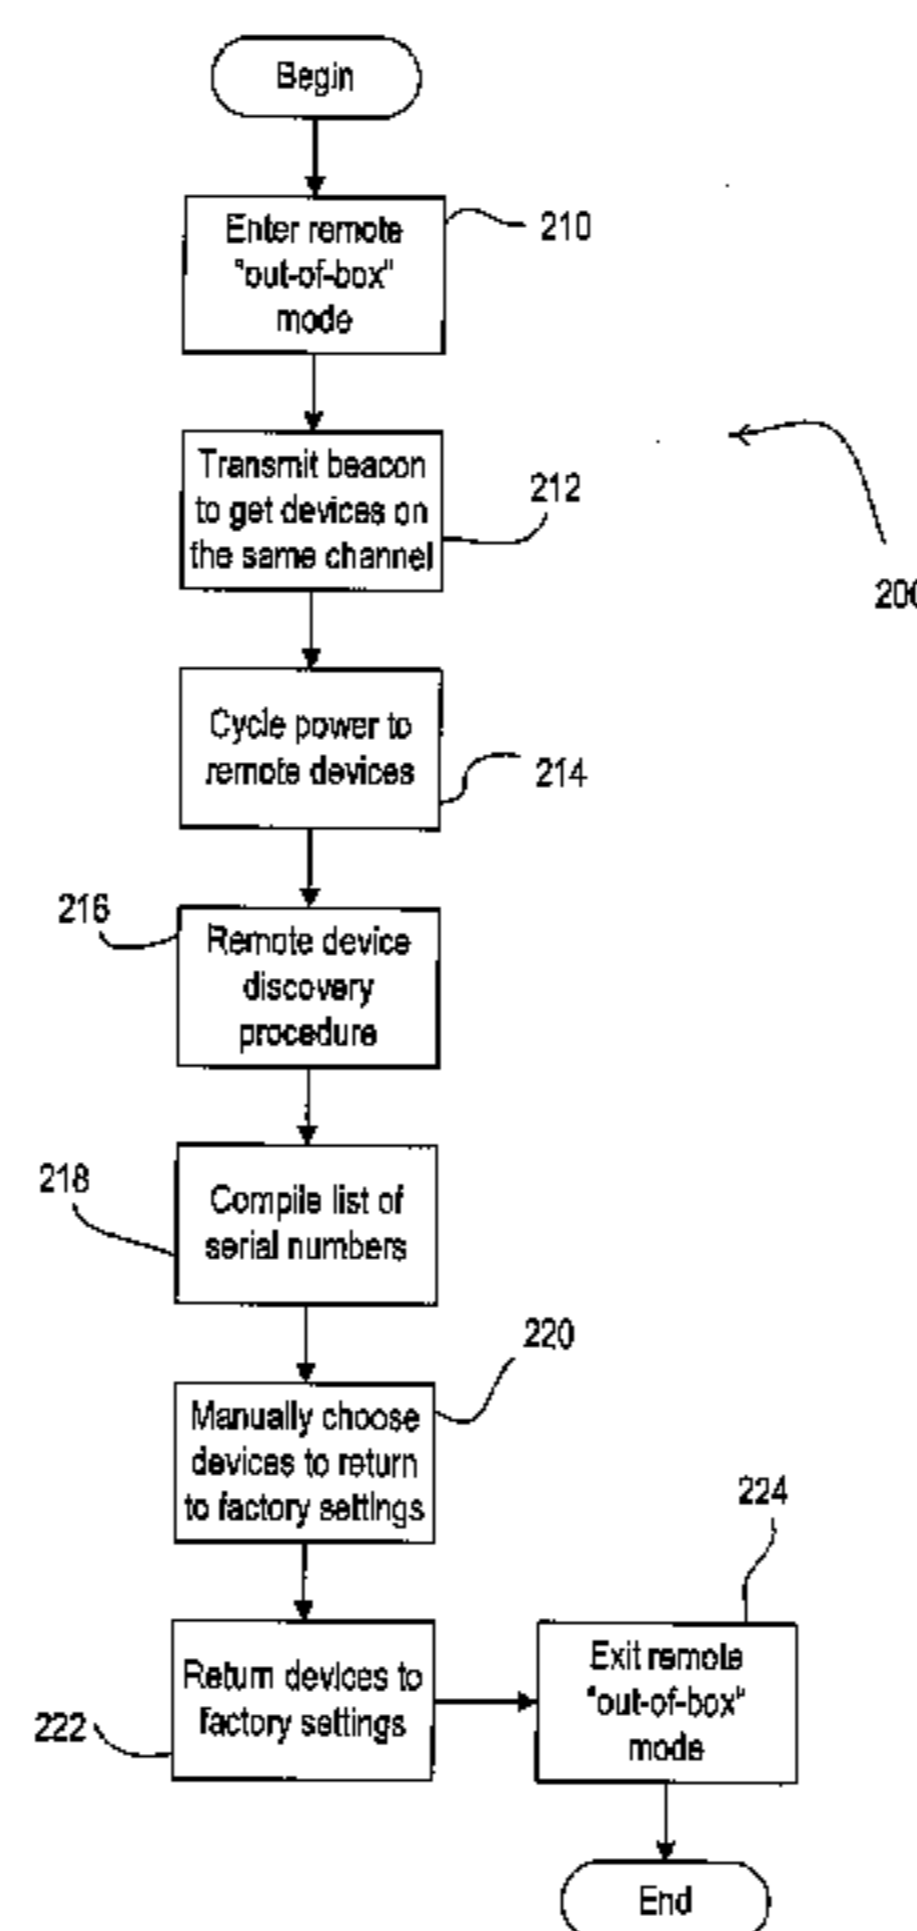 Begin
Enter remote
"out-of-box"
mode
210
Transmit beacon
to get devices on
the same channel
212
200
Cycle power to
remote devices
214
216
Remote device
discovery
procedure
218
Compile list of
serial numbers
220
Manually choose
devices to return
to factory settings
224
Return devices to
factory settings
222
Exit remote
"out-of-box"
mode
End